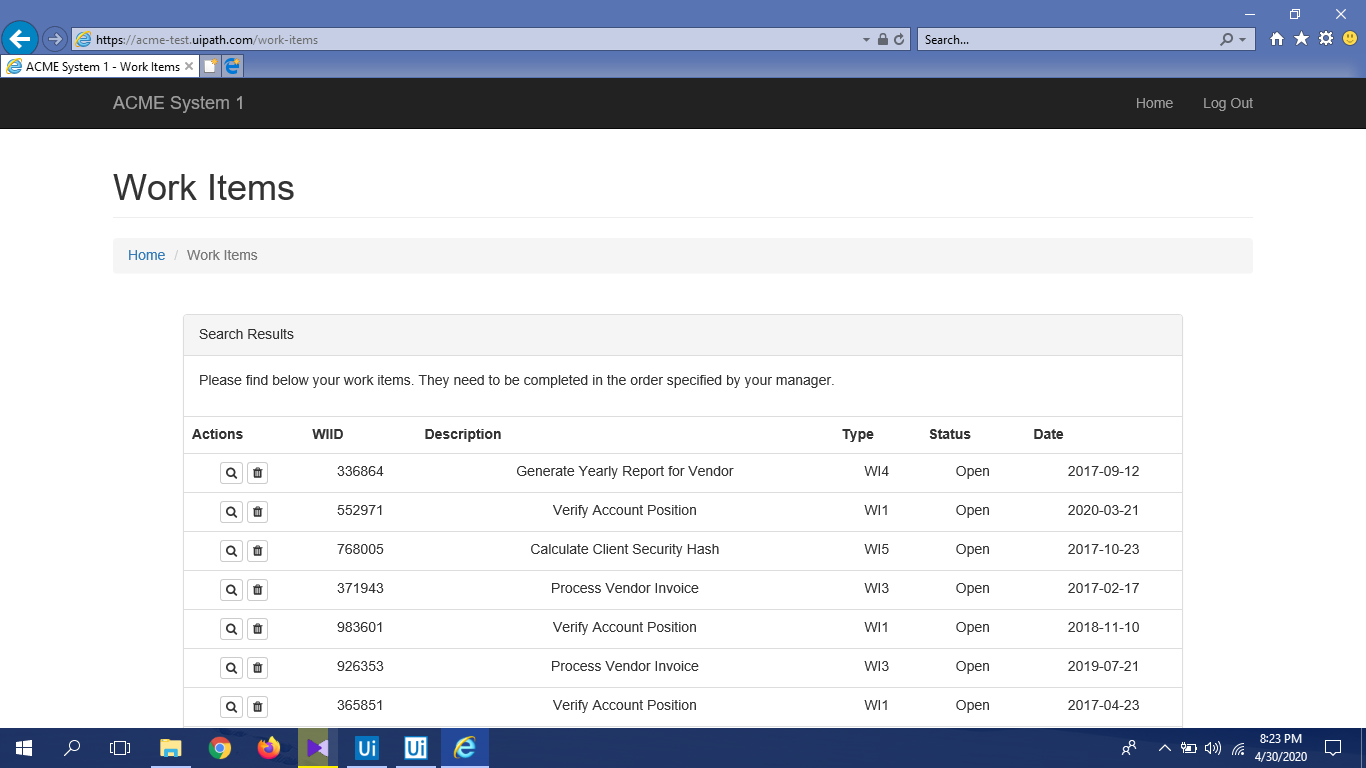 https://acme-test.uipath.com/work-items
Search...
ACME System 1 - Work Items
ACME System 1
Home
Log Out
Work Items
Home / Work Items
Search Results
Please find below your work items. They need to be completed in the order specified by your manager.
Actions WIID Description Type Status Date
336864 Generate Yearly Report for Vendor WI4 Open 2017-09-12
552971 Verify Account Position WI1 Open 2020-03-21
768005 Calculate Client Security Hash WI5 Open 2017-10-23
371943 Process Vendor Invoice WI3 Open 2017-02-17
983601 Verify Account Position WI1 Open 2018-11-10
926353 Process Vendor Invoice WI3 Open 2019-07-21
365851 Verify Account Position WI1 Open 2017-04-23
Ui
Ui
8:23 PM
4/30/2020